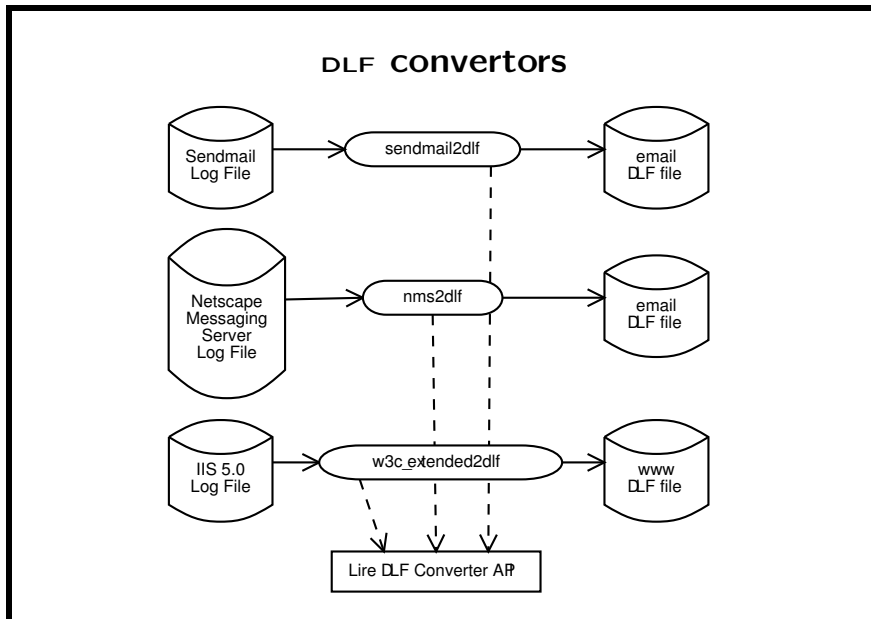 DLF convertors
Sendmail
Log File
sendmail2dlf
email
DLF file
Netscape
Messaging
Server
Log File
nms2dlf
email
DLF file
IIS 5.0
Log File
w3c_extended2dlf
www
DLF file
Lire DLF Converter API